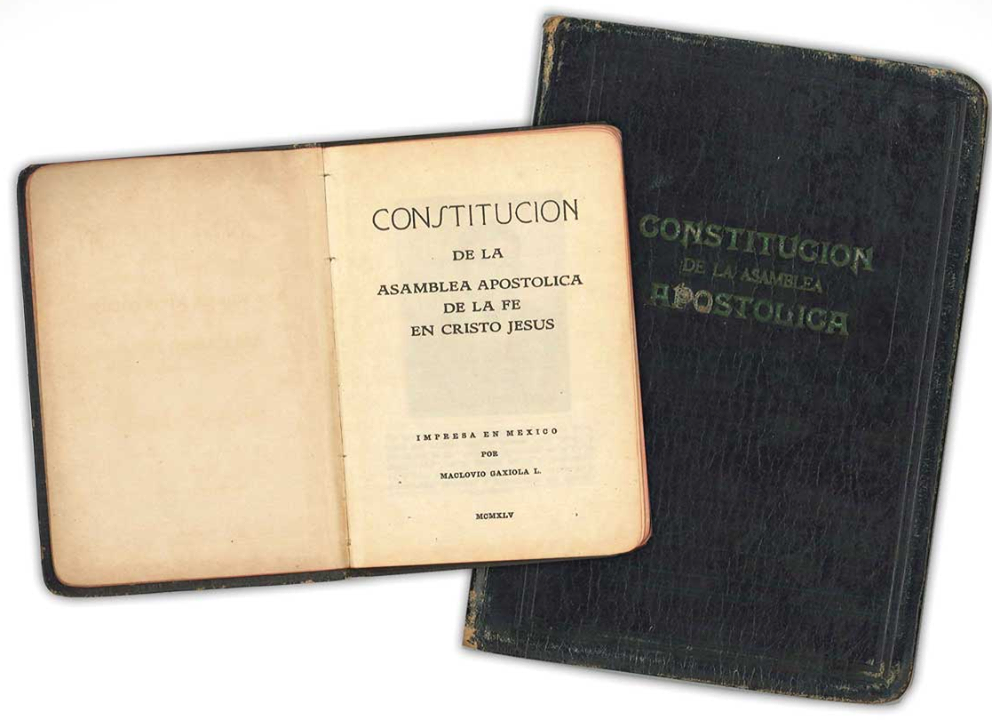 CONSTITUCION
DE LA
ASAMBLEA APOSTOLICA
DE LA FE
EN CRISTO JESUS
IMPRESA EN MEXICO
POR
MACLOVIO GAXIOLA L.
MCMXLV
CONSTITUCION
DE LA ASAMBLEA
APOSTOLICA